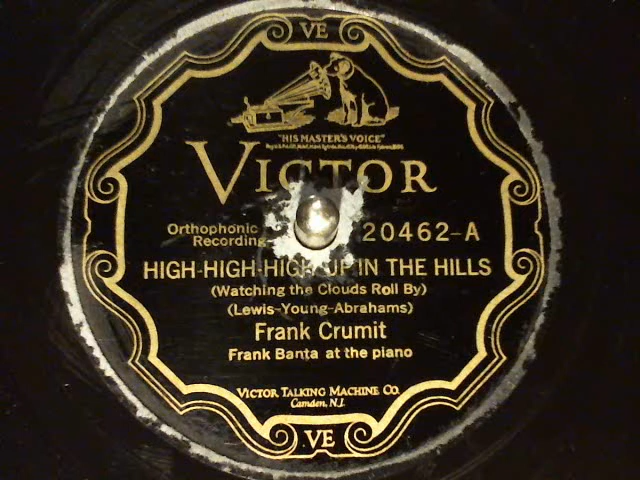 VE
"HIS MASTER'S VOICE"
VICTOR
Orthophonic
Recording
20462-A
HIGH-HIGH-HIGH UP IN THE HILLS
(Watching the Clouds Roll By)
(Lewis-Young-Abrahams)
Frank Crumit
Frank Banta at the piano
VICTOR TALKING MACHINE CO.
Camden, N.J.
VE